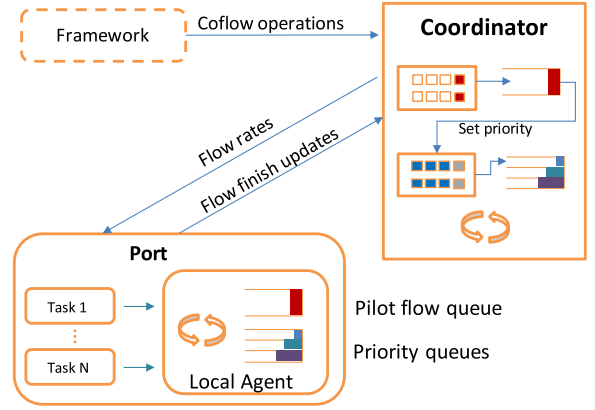 Framework
Coflow operations
Coordinator
Set priority
Flow rates
Flow finish updates
Port
Task 1
Task N
Local Agent
Pilot flow queue
Priority queues